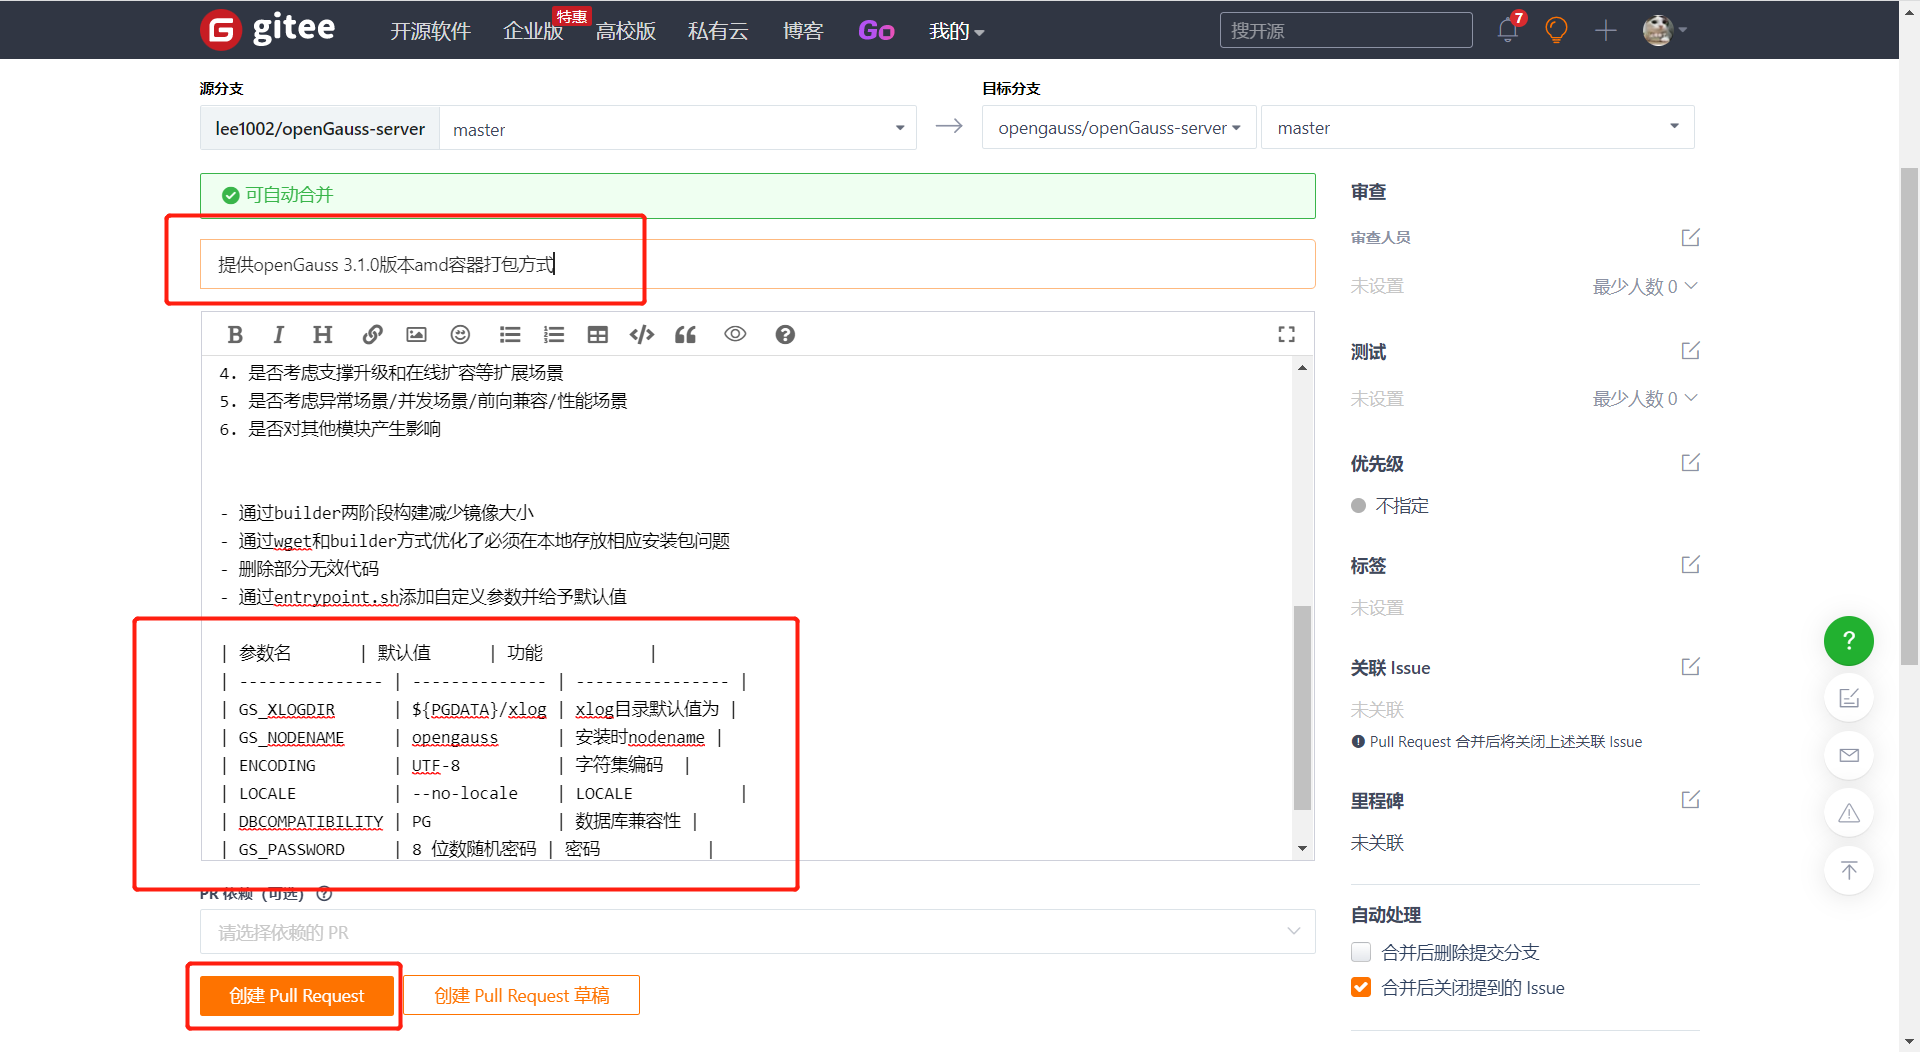 gitee 开源软件 企业版 特惠 高校版 私有云 博客 Go 我的 搜开源 7
源分支
目标分支
lee1002/openGauss-server master
opengauss/openGauss-server master
可自动合并
提供openGauss 3.1.0版本amd容器打包方式
B I H
4. 是否考虑支撑升级和在线扩容等扩展场景
5. 是否考虑异常场景/并发场景/前向兼容/性能场景
6. 是否对其他模块产生影响
- 通过builder两阶段构建减少镜像大小
- 通过wget和builder方式优化了必须在本地存放相应安装包问题
- 删除部分无效代码
- 通过entrypoint.sh添加自定义参数并给予默认值
| 参数名 | 默认值 | 功能 |
| --------------- | -------------- | ---------------- |
| GS_XLOGDIR | ${PGDATA}/xlog | xlog目录默认值为 |
| GS_NODENAME | opengauss | 安装时nodename |
| ENCODING | UTF-8 | 字符集编码 |
| LOCALE | --no-locale | LOCALE |
| DBCOMPATIBILITY | PG | 数据库兼容性 |
| GS_PASSWORD | 8 位数随机密码 | 密码 |
PR 依赖 (可选)
请选择依赖的 PR
创建 Pull Request
创建 Pull Request 草稿
审查
审查人员
未设置 最少人数 0
测试
未设置 最少人数 0
优先级
不指定
标签
未设置
关联 Issue
未关联
Pull Request 合并后将关闭上述关联 Issue
里程碑
未关联
自动处理
合并后删除提交分支
合并后关闭提到的 Issue